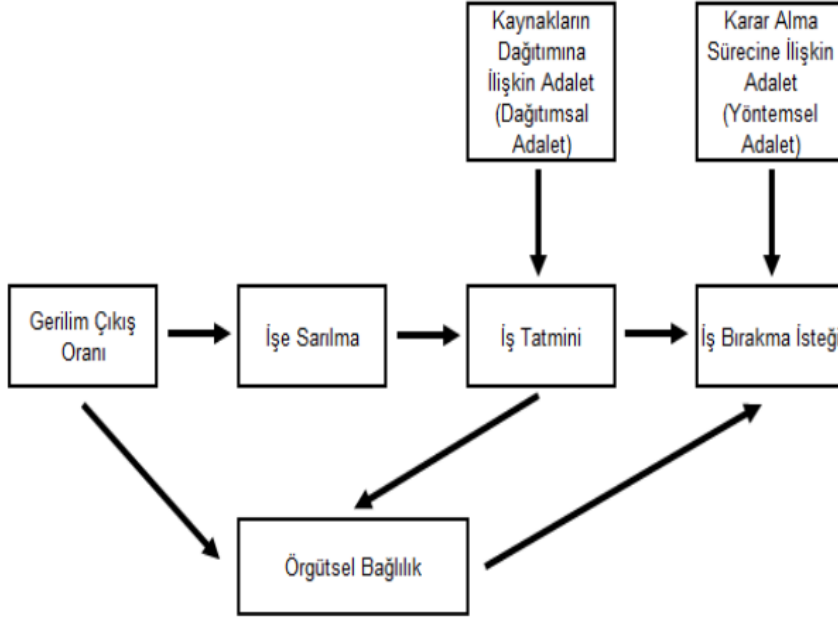 Kaynakların
Dağıtımına
İlişkin Adalet
(Dağıtımsal
Adalet)
Karar Alma
Sürecine İlişkin
Adalet
(Yöntemsel
Adalet)
Gerilim Çıkış
Oranı
İşe Sarılma
İş Tatmini
İş Bırakma İsteği
Örgütsel Bağlılık